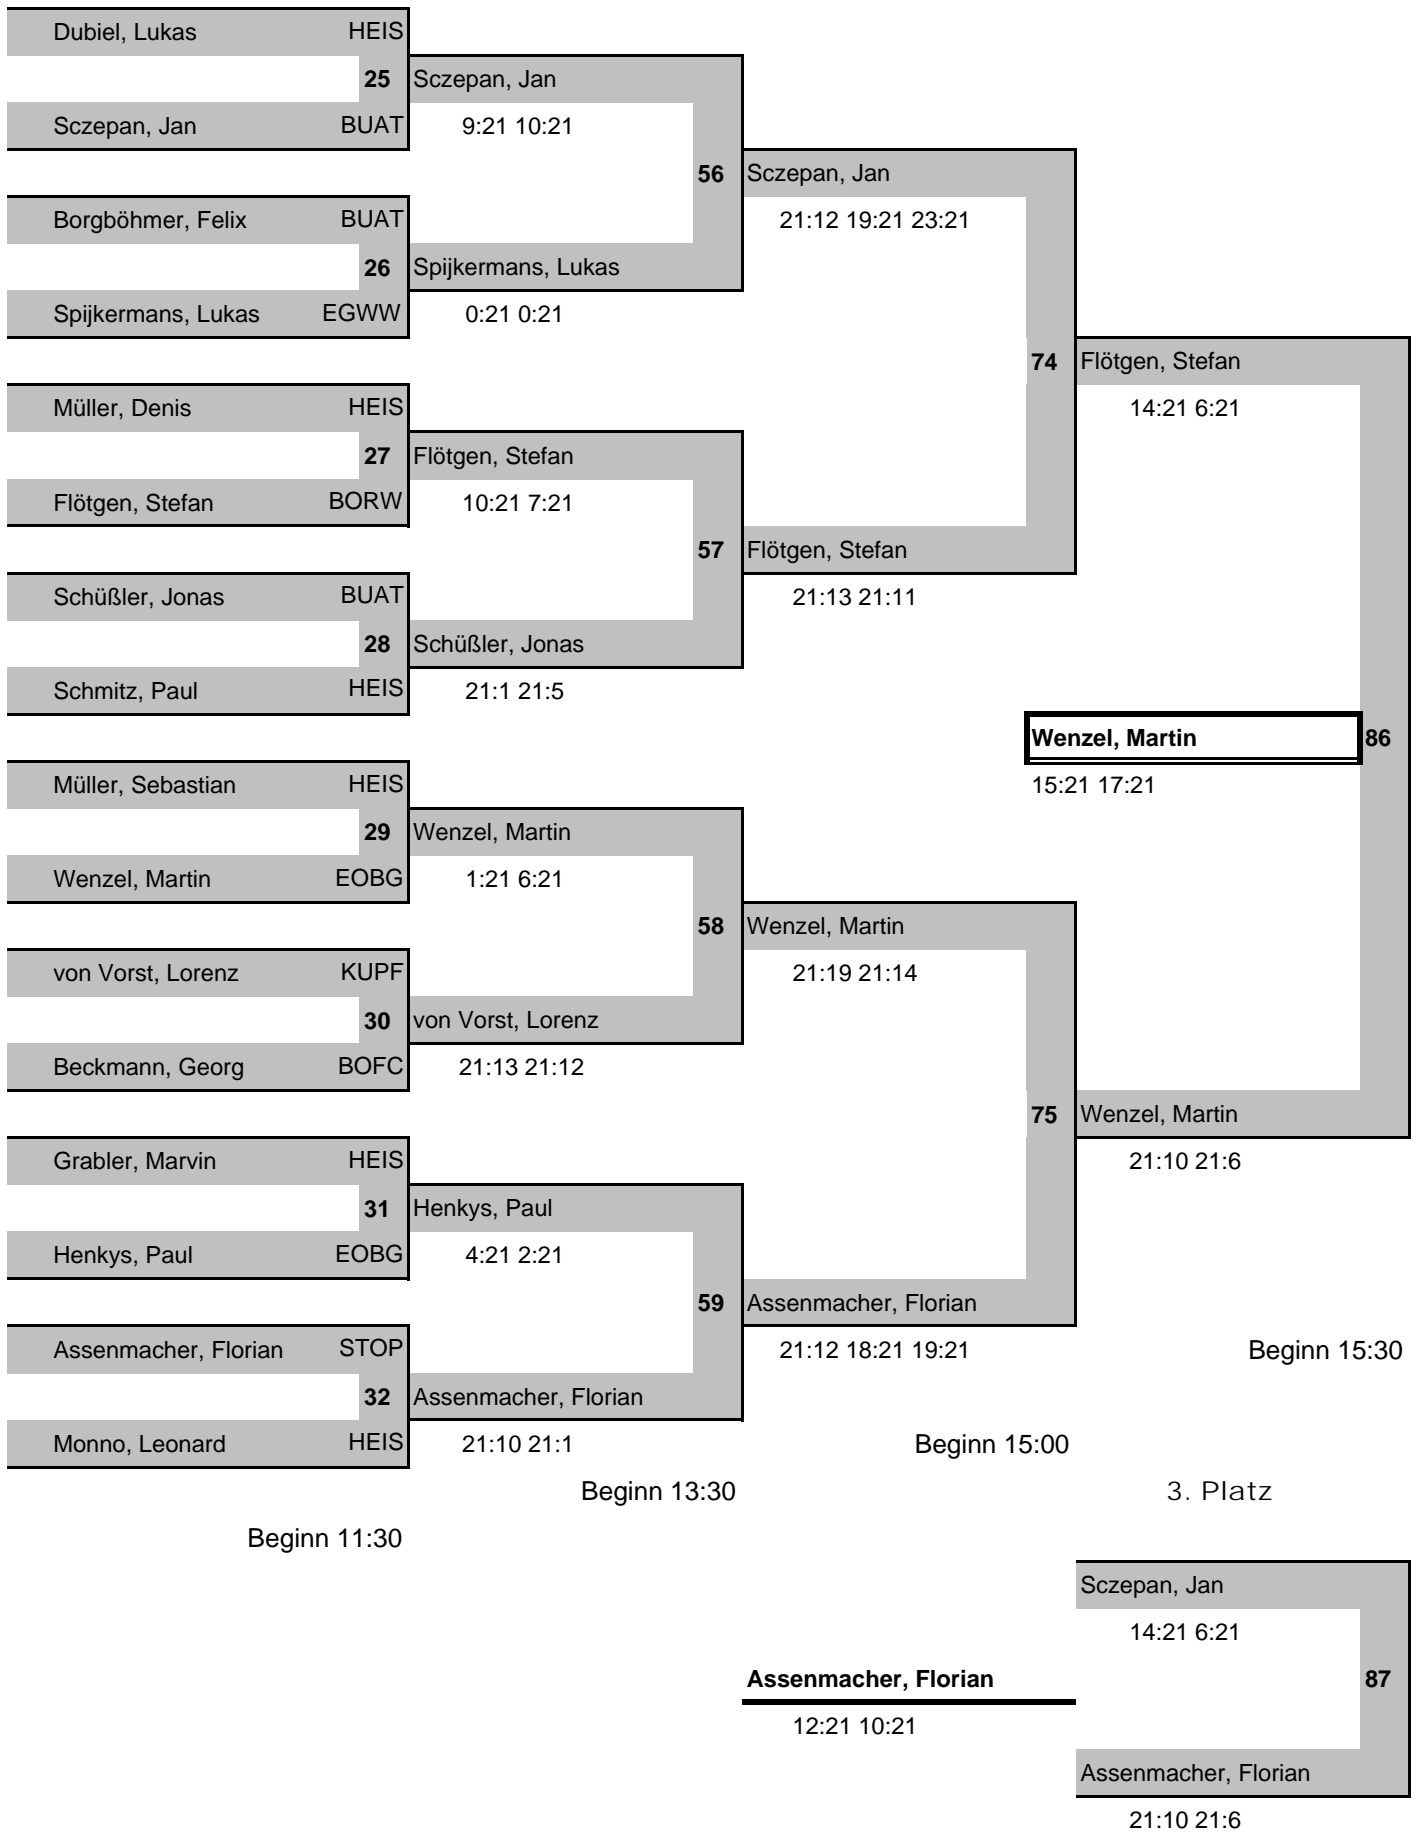 Dubiel, Lukas HEIS
25 Sczepan, Jan
Sczepan, Jan BUAT 9:21 10:21
56 Sczepan, Jan
Borgböhmer, Felix BUAT 21:12 19:21 23:21
26 Spijkermans, Lukas
Spijkermans, Lukas EGWW 0:21 0:21
74 Flötgen, Stefan
Müller, Denis HEIS 14:21 6:21
27 Flötgen, Stefan
Flötgen, Stefan BORW 10:21 7:21
57 Flötgen, Stefan
Schüßler, Jonas BUAT 21:13 21:11
28 Schüßler, Jonas
Schmitz, Paul HEIS 21:1 21:5
Wenzel, Martin 86
Müller, Sebastian HEIS 15:21 17:21
29 Wenzel, Martin
Wenzel, Martin EOBG 1:21 6:21
58 Wenzel, Martin
von Vorst, Lorenz KUPF 21:19 21:14
30 von Vorst, Lorenz
Beckmann, Georg BOFC 21:13 21:12
75 Wenzel, Martin
Grabler, Marvin HEIS 21:10 21:6
31 Henkys, Paul
Henkys, Paul EOBG 4:21 2:21
59 Assenmacher, Florian
Assenmacher, Florian STOP 21:12 18:21 19:21 Beginn 15:30
32 Assenmacher, Florian
Monno, Leonard HEIS 21:10 21:1 Beginn 15:00
Beginn 13:30 3. Platz
Beginn 11:30
Sczepan, Jan
14:21 6:21
Assenmacher, Florian 87
12:21 10:21
Assenmacher, Florian
21:10 21:6